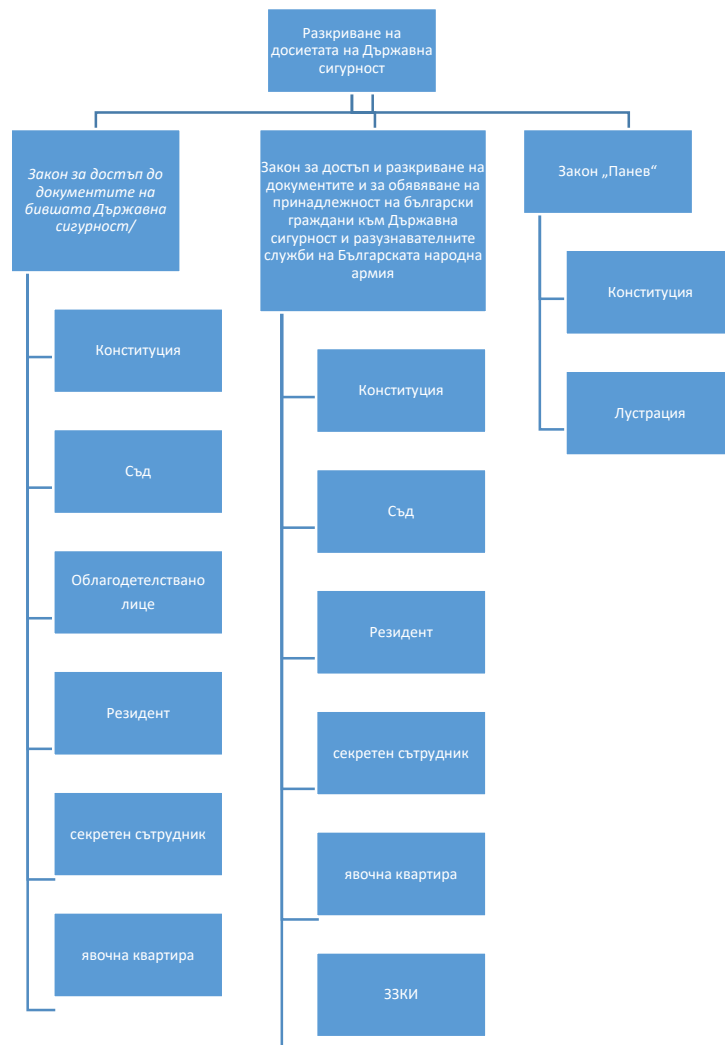 Разкриване на
досиетата на Държавна
сигурност
Закон за достъп до
документите на
бившата Държавна
сигурност/
Конституция
Съд
Облагодетелствано
лице
Резидент
секретен сътрудник
явочна квартира
Закон за достъп и разкриване на
документите и за обявяване на
принадлежност на български
граждани към Държавна
сигурност и разузнавателните
служби на Българската народна
армия
Конституция
Съд
Резидент
секретен сътрудник
явочна квартира
ЗЗКИ
Закон „Панев“
Конституция
Лустрация